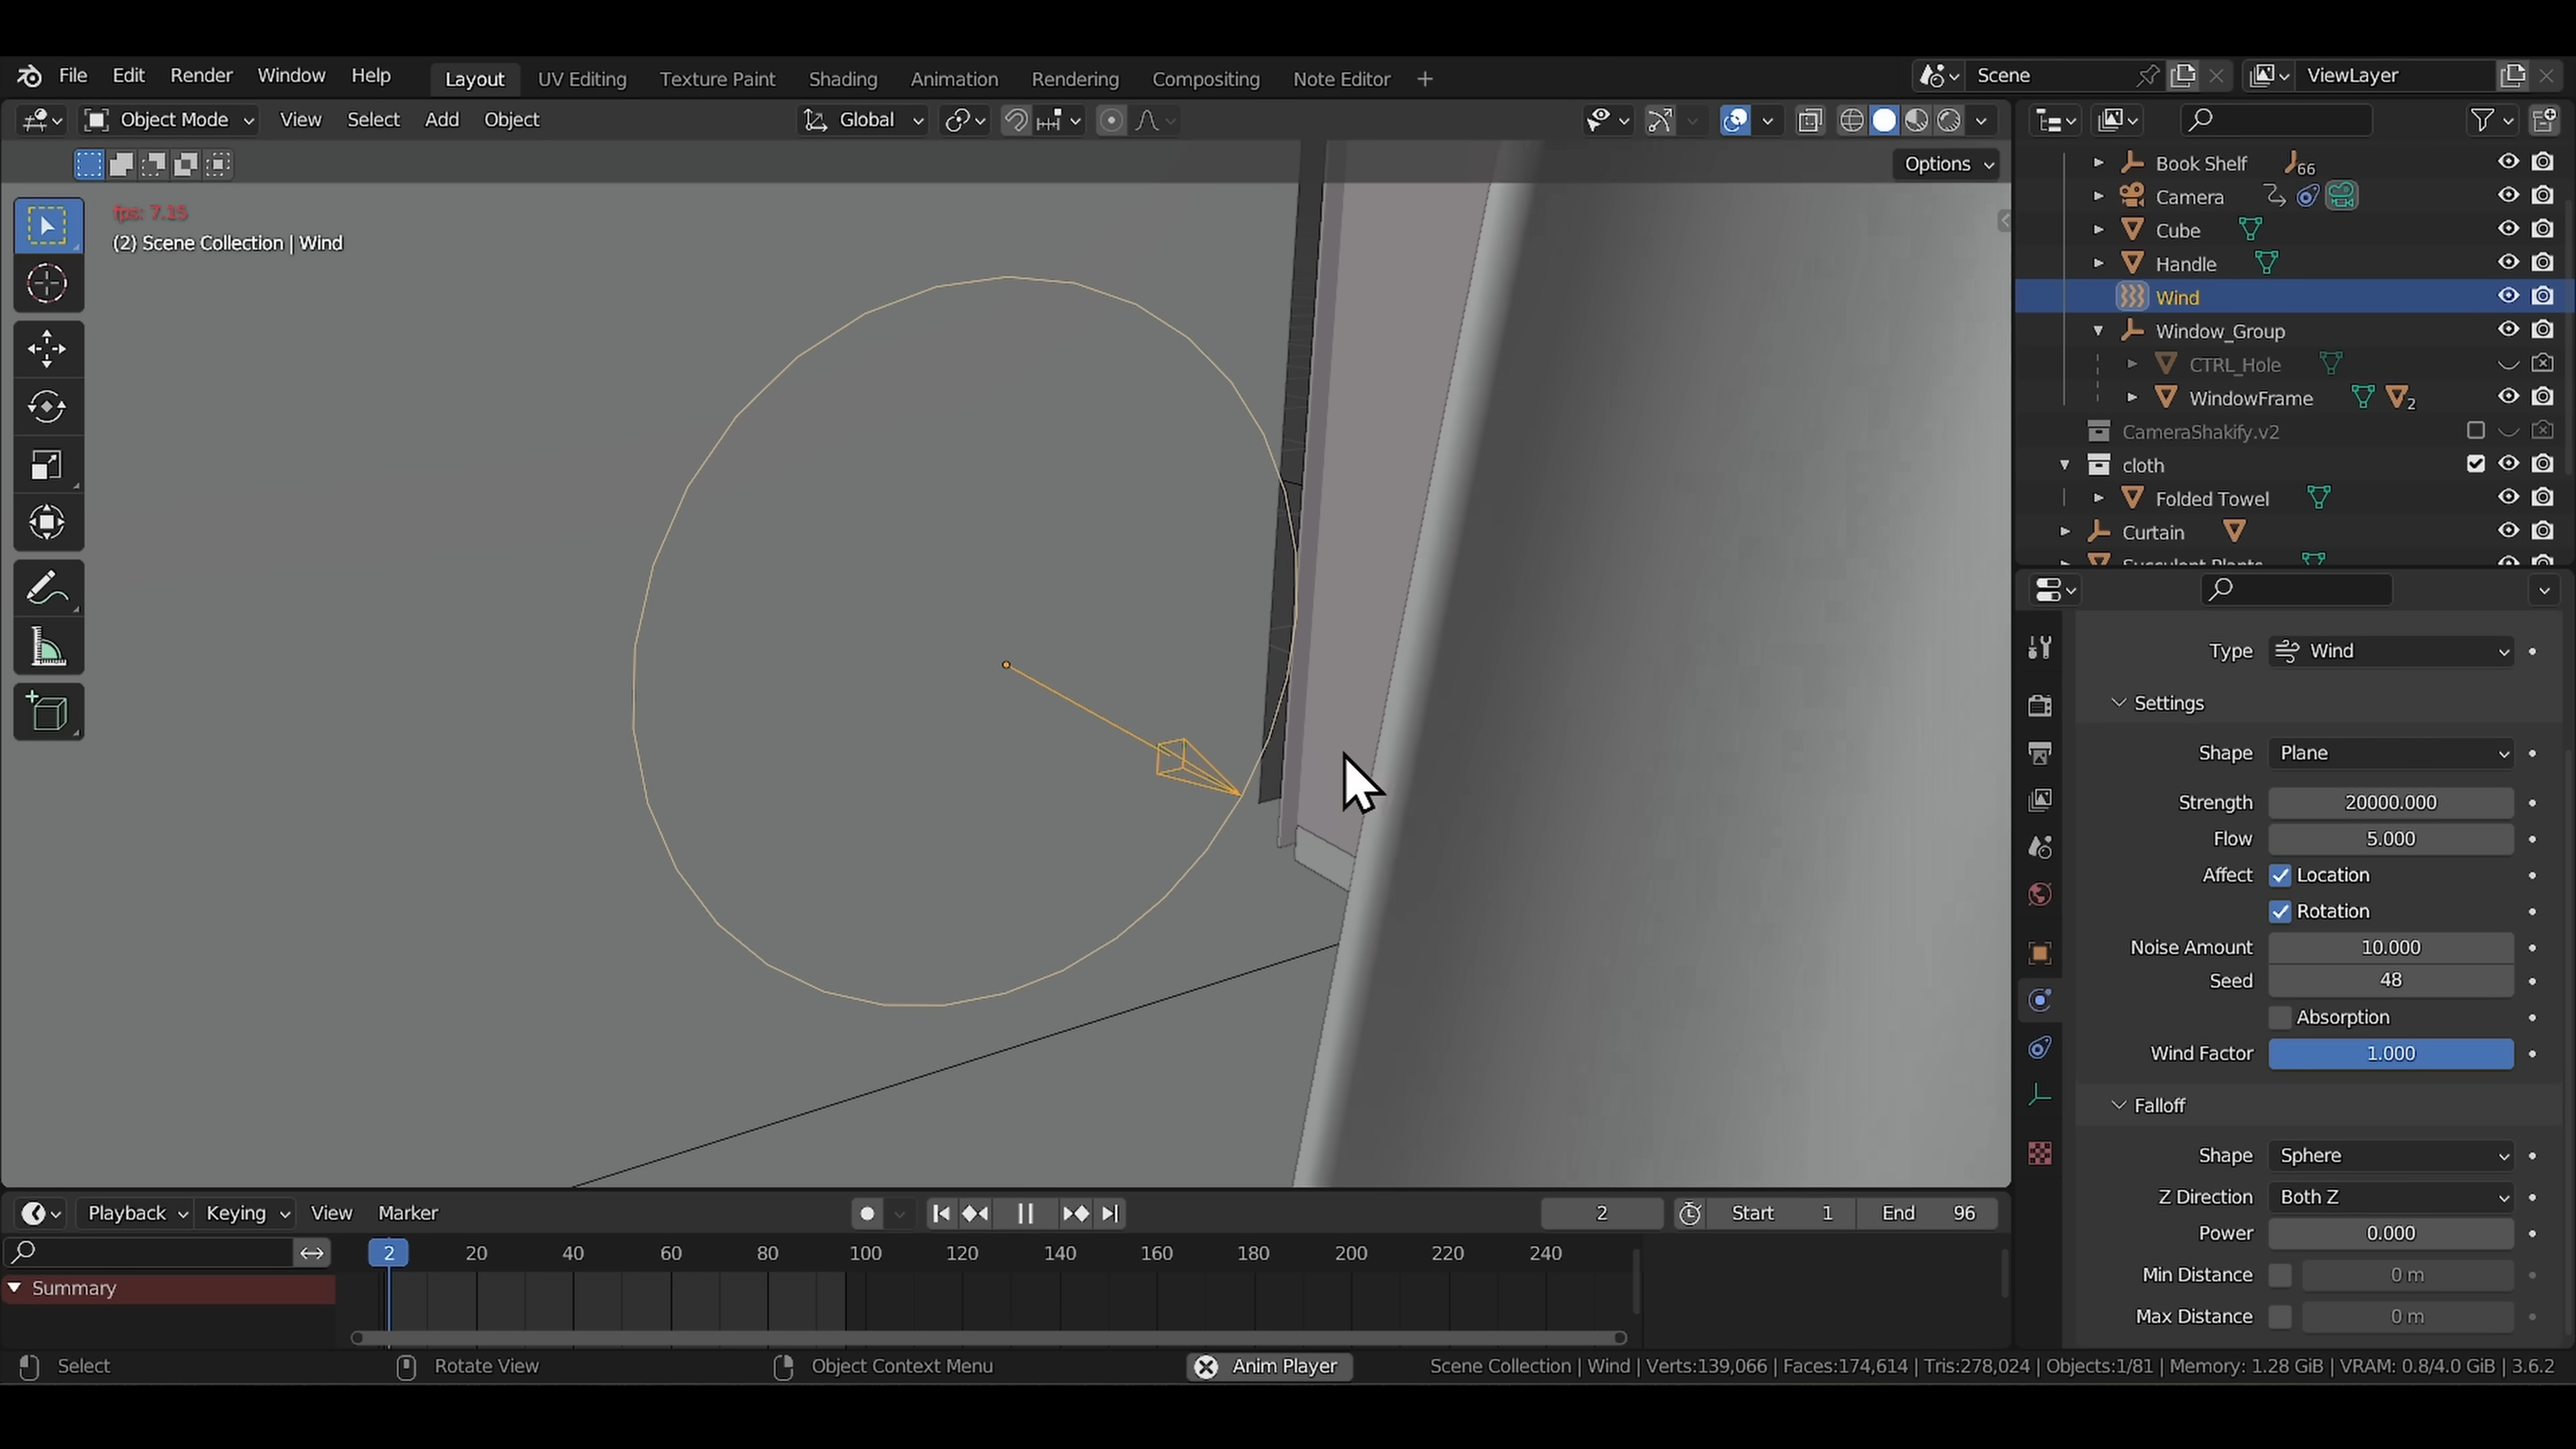 File Edit Render Window Help Layout UV Editing Texture Paint Shading Animation Rendering Compositing Note Editor + Scene ViewLayer
Object Mode View Select Add Object Global
Options
fps: 7.15
(2) Scene Collection | Wind
Book Shelf 66
Camera
Cube
Handle
Wind
Window_Group
CTRL_Hole
WindowFrame 2
CameraShakify.v2
cloth
Folded Towel
Curtain
Succulent Plants
Type Wind
Settings
Shape Plane
Strength 20000.000
Flow 5.000
Affect Location
Rotation
Noise Amount 10.000
Seed 48
Absorption
Wind Factor 1.000
Falloff
Shape Sphere
Z Direction Both Z
Power 0.000
Min Distance 0 m
Max Distance 0 m
Playback Keying View Marker 2 Start 1 End 96
2 20 40 60 80 100 120 140 160 180 200 220 240
Summary
Select Rotate View Object Context Menu Anim Player Scene Collection | Wind | Verts:139,066 | Faces:174,614 | Tris:278,024 | Objects:1/81 | Memory: 1.28 GiB | VRAM: 0.8/4.0 GiB | 3.6.2